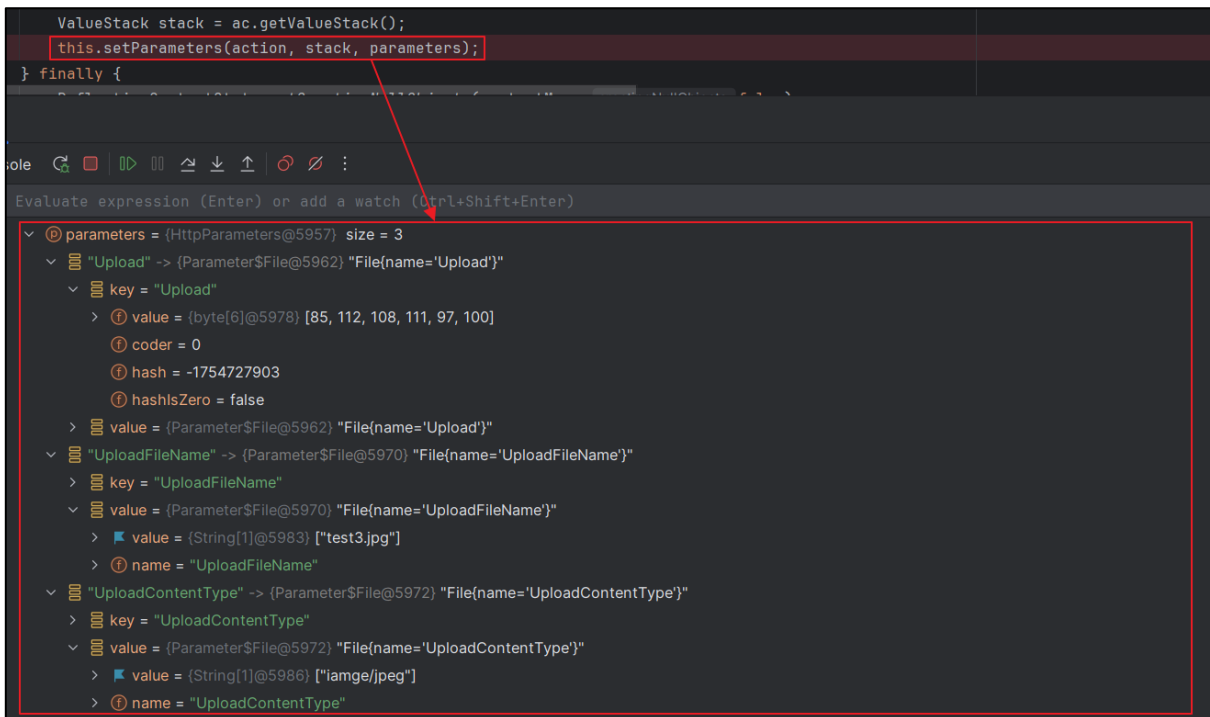 ValueStack stack = ac.getValueStack();
this.setParameters(action, stack, parameters);
} finally {
sole
Evaluate expression (Enter) or add a watch (Ctrl+Shift+Enter)
parameters = {HttpParameters@5957} size = 3
"Upload" -> {Parameter$File@5962} "File{name='Upload'}"
key = "Upload"
value = {byte[6]@5978} [85, 112, 108, 111, 97, 100]
coder = 0
hash = -1754727903
hashIsZero = false
value = {Parameter$File@5962} "File{name='Upload'}"
"UploadFileName" -> {Parameter$File@5970} "File{name='UploadFileName'}"
key = "UploadFileName"
value = {Parameter$File@5970} "File{name='UploadFileName'}"
value = {String[1]@5983} ["test3.jpg"]
name = "UploadFileName"
"UploadContentType" -> {Parameter$File@5972} "File{name='UploadContentType'}"
key = "UploadContentType"
value = {Parameter$File@5972} "File{name='UploadContentType'}"
value = {String[1]@5986} ["iamge/jpeg"]
name = "UploadContentType"